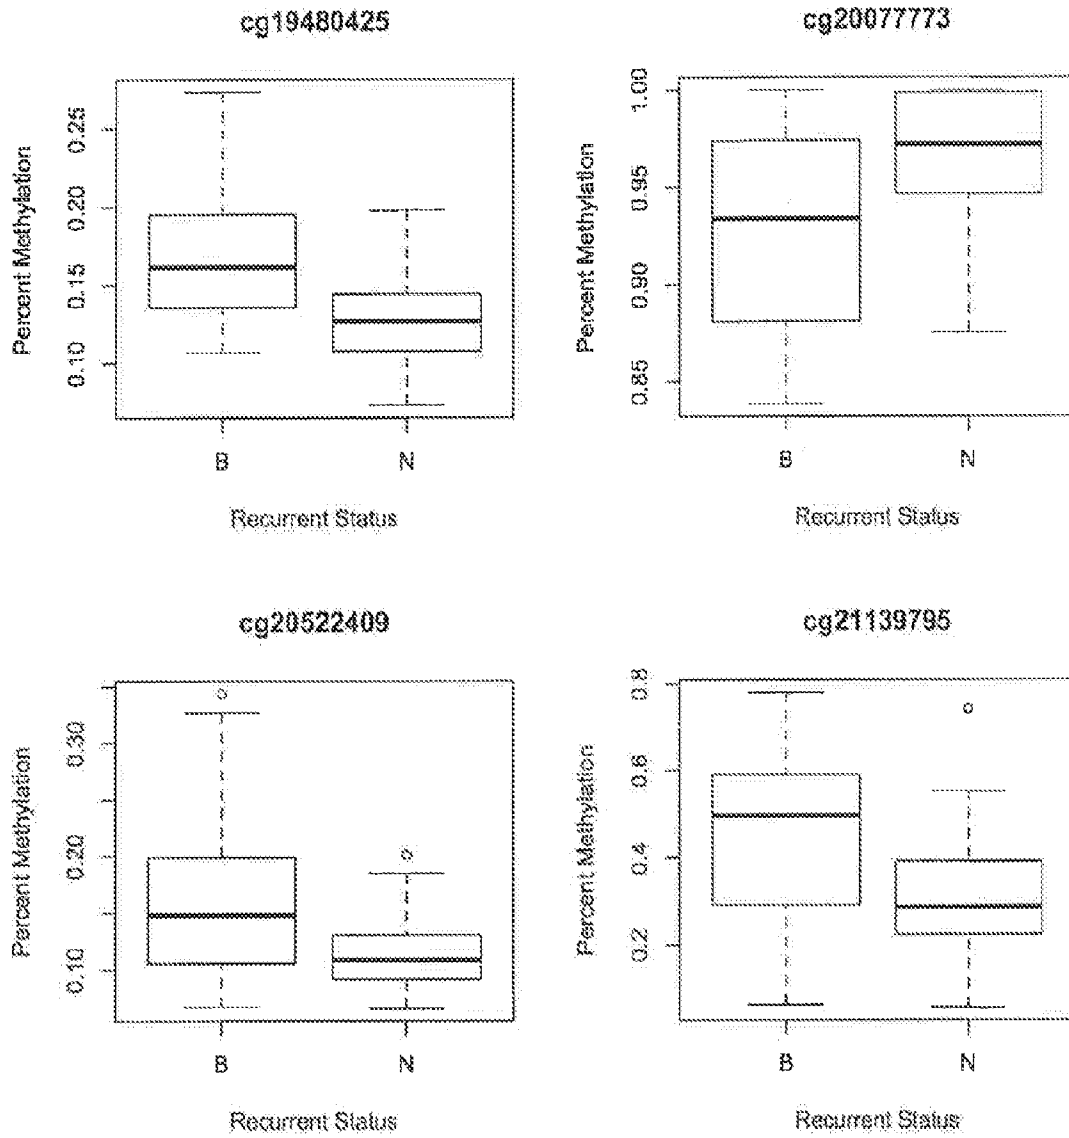 cg19480425
Percent Methylation
0.25
0.20
0.15
0.10
B
N
Recurrent Status
cg20077773
Percent Methylation
1.00
0.95
0.90
0.85
B
N
Recurrent Status
cg20522409
Percent Methylation
0.30
0.20
0.10
B
N
Recurrent Status
cg21139795
Percent Methylation
0.8
0.6
0.4
0.2
B
N
Recurrent Status